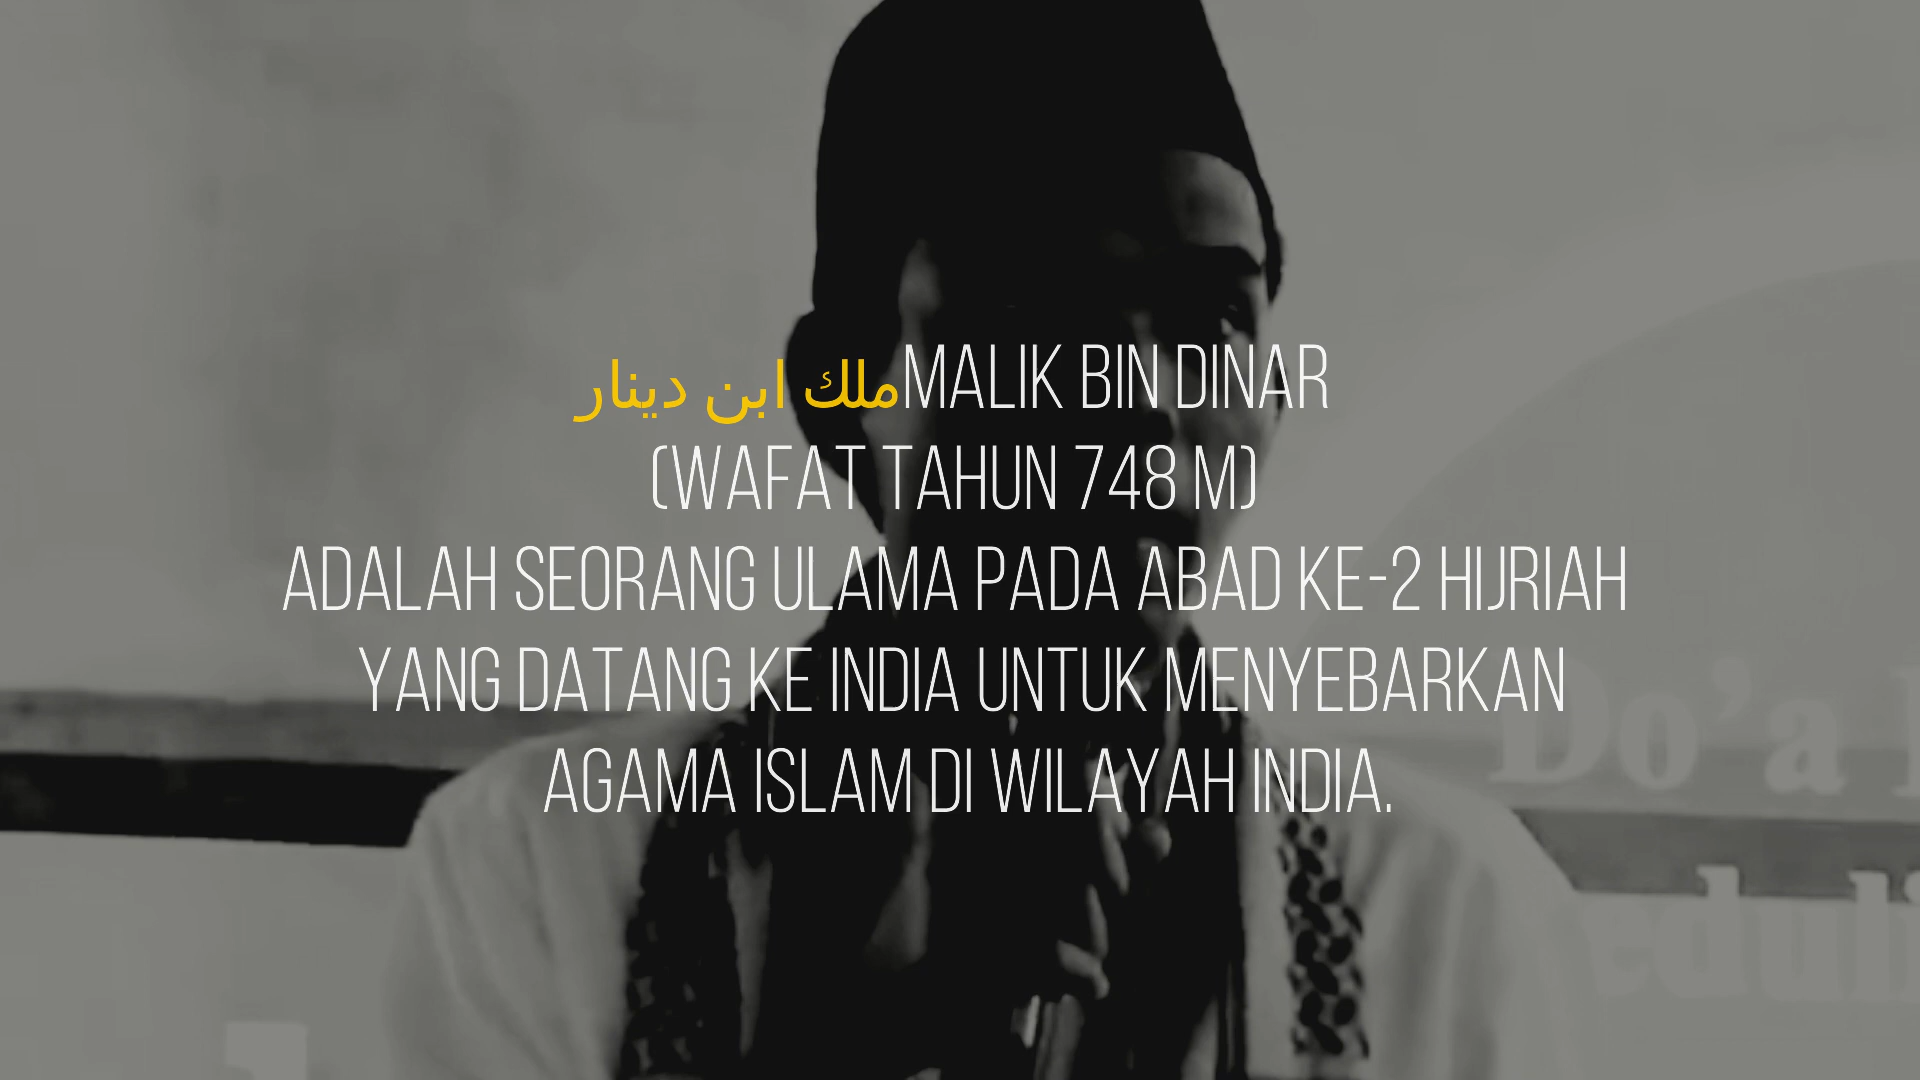 ملك ابن دينارMALIK BIN DINAR
(WAFAT TAHUN 748 M)
ADALAH SEORANG ULAMA PADA ABAD KE-2 HIJRIAH
YANG DATANG KE INDIA UNTUK MENYEBARKAN
AGAMA ISLAM DI WILAYAH INDIA.
Do'a